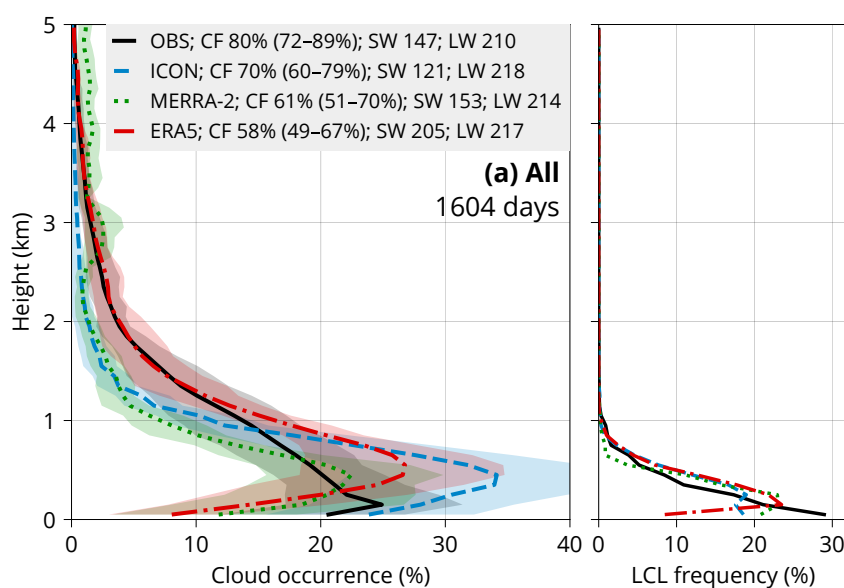 OBS; CF 80% (72–89%); SW 147; LW 210
ICON; CF 70% (60–79%); SW 121; LW 218
MERRA-2; CF 61% (51–70%); SW 153; LW 214
ERA5; CF 58% (49–67%); SW 205; LW 217
(a) All
1604 days
5
4
3
2
1
0
Height (km)
0 10 20 30 40
Cloud occurrence (%)
0 10 20 30
LCL frequency (%)